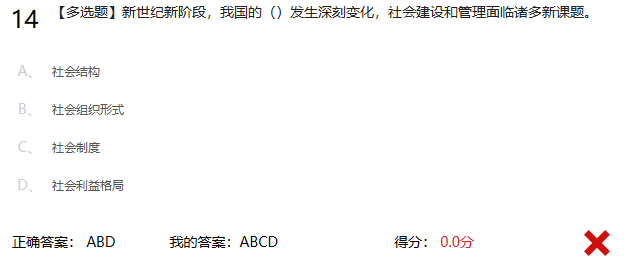 14 【多选题】新世纪新阶段，我国的（）发生深刻变化，社会建设和管理面临诸多新课题。
A、 社会结构
B、 社会组织形式
C、 社会制度
D、 社会利益格局
正确答案： ABD 我的答案：ABCD 得分： 0.0分